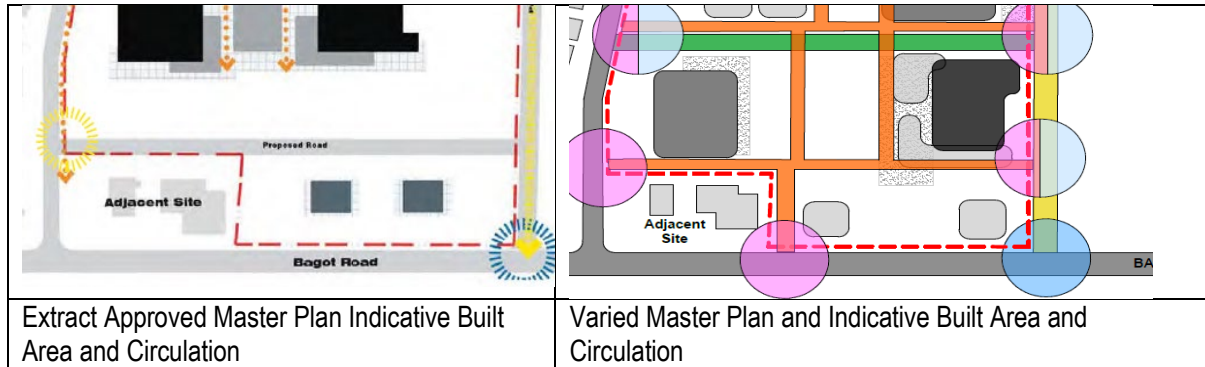 Proposed Road
Adjacent Site
Bagot Road
Adjacent
Site
BA
Extract Approved Master Plan Indicative Built
Area and Circulation
Varied Master Plan and Indicative Built Area and
Circulation